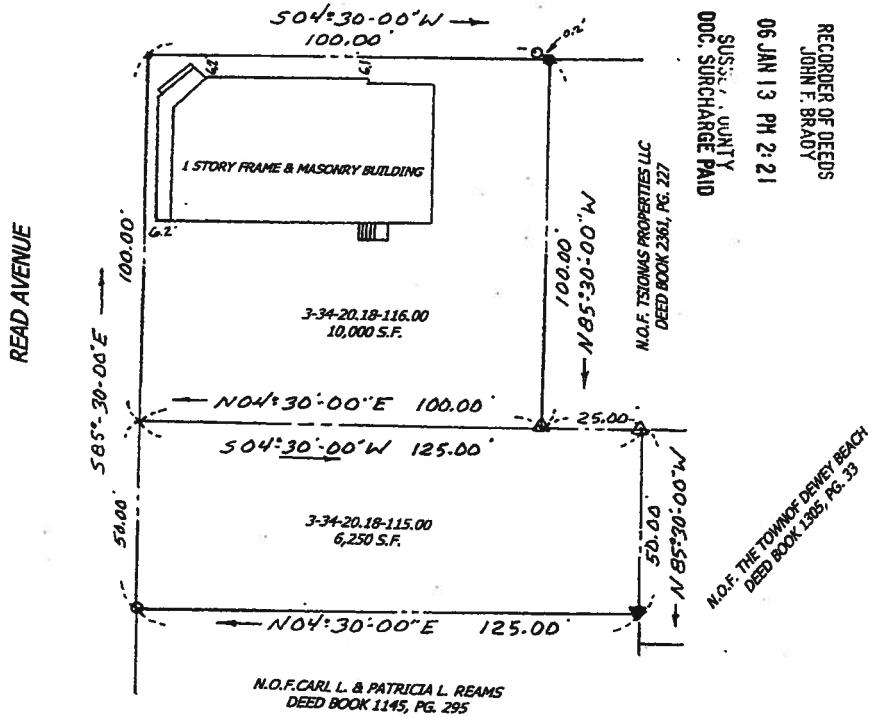 S04°30'-00"W
100.00'
0.2'
RECORDER OF DEEDS
JOHN F. BRADY
06 JAN 13 PM 2:21
COUNTY
DOC. SURCHARGE PAID
6.2'
6.1
1 STORY FRAME & MASONRY BUILDING
6.2'
READ AVENUE
100.00'
S85°-30'-00"E
100.00'
N85°30'-00"W
N.O.F. TSIONAS PROPERTIES LLC
DEED BOOK 2361, PG. 227
3-34-20.18-116.00
10,000 S.F.
N04°30'-00"E 100.00'
25.00
S04°30'-00"W 125.00'
50.00'
3-34-20.18-115.00
6,250 S.F.
50.00'
N85°30'-00"W
N.O.F. THE TOWNOF DEWEY BEACH
DEED BOOK 1305, PG. 33
N04°30'-00"E 125.00'
N.O.F.CARL L. & PATRICIA L. REAMS
DEED BOOK 1145, PG. 295